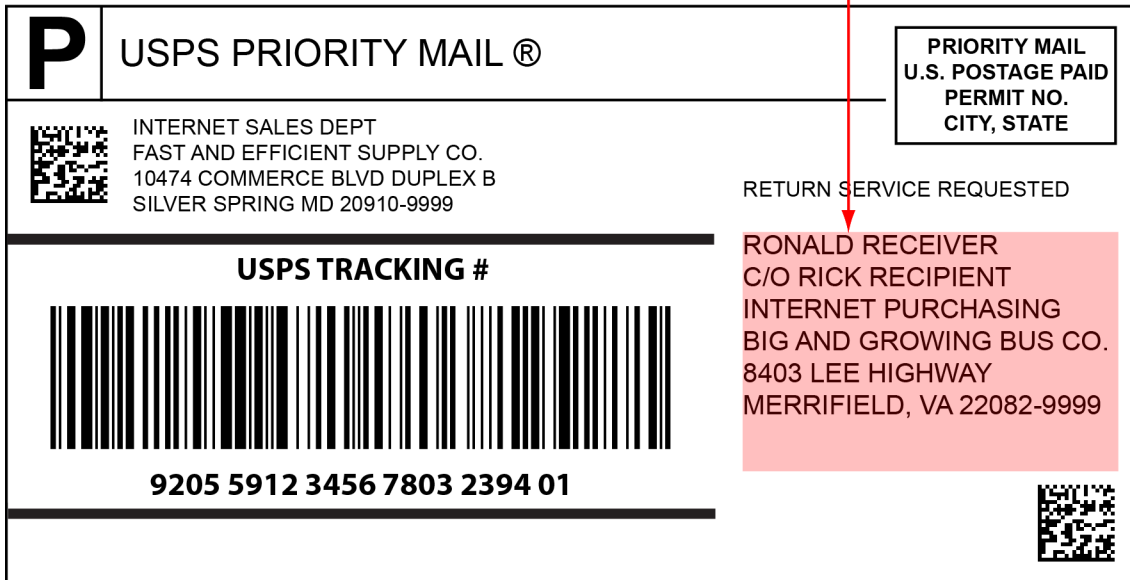 P
USPS PRIORITY MAIL ®
PRIORITY MAIL
U.S. POSTAGE PAID
PERMIT NO.
CITY, STATE
INTERNET SALES DEPT
FAST AND EFFICIENT SUPPLY CO.
10474 COMMERCE BLVD DUPLEX B
SILVER SPRING MD 20910-9999
RETURN SERVICE REQUESTED
RONALD RECEIVER
C/O RICK RECIPIENT
INTERNET PURCHASING
BIG AND GROWING BUS CO.
8403 LEE HIGHWAY
MERRIFIELD, VA 22082-9999
USPS TRACKING #
9205 5912 3456 7803 2394 01